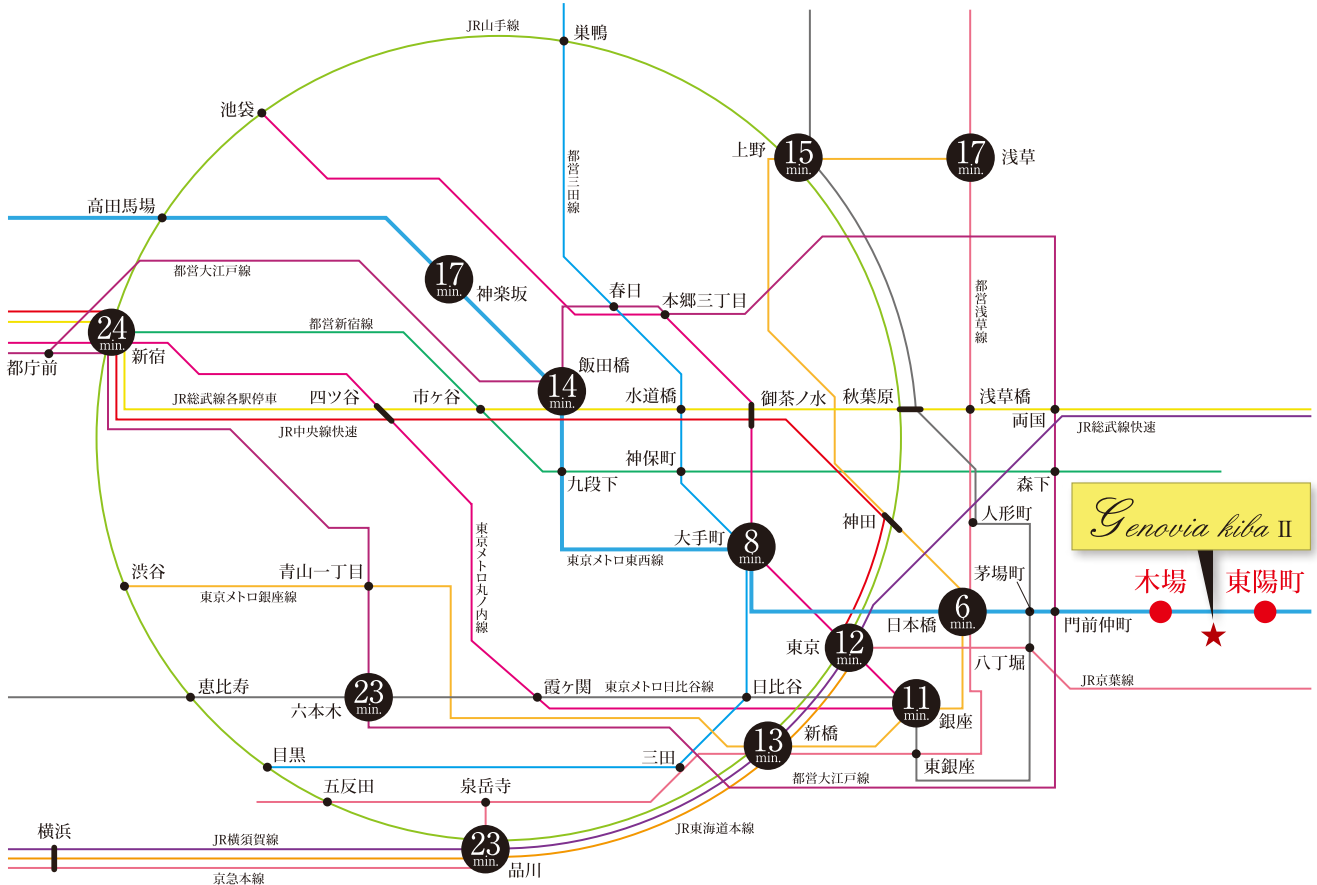 JR山手線
巣鴨
池袋
上野
15
min.
17
min.
浅草
都営三田線
高田馬場
都営大江戸線
17
min.
神楽坂
春日
本郷三丁目
都営浅草線
24
min.
新宿
都営新宿線
都庁前
飯田橋
14
min.
JR総武線各駅停車
四ツ谷
市ヶ谷
水道橋
御茶ノ水
秋葉原
浅草橋
両国
JR中央線快速
JR総武線快速
神保町
九段下
森下
神田
人形町
Genovia kiba II
大手町
8
min.
東京メトロ東西線
東京メトロ丸ノ内線
渋谷
青山一丁目
東京メトロ銀座線
茅場町
木場
東陽町
6
min.
日本橋
門前仲町
東京
12
min.
八丁堀
JR京葉線
恵比寿
23
min.
六本木
霞ヶ関
東京メトロ日比谷線
日比谷
11
min.
銀座
13
min.
新橋
目黒
三田
東銀座
都営大江戸線
五反田
泉岳寺
横浜
JR横須賀線
23
min.
品川
JR東海道本線
京急本線